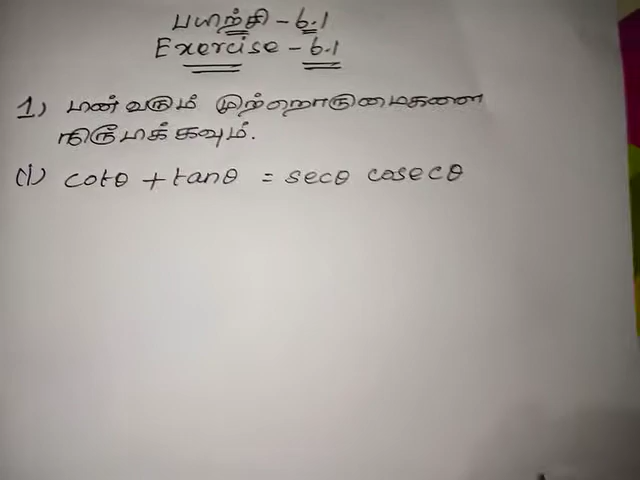 பயிற்சி - 6.1
Exercise - 6.1
1) பின் வரும் முற்றொருமைகளை
நிரூபிக்கவும்.
(i) cotθ + tanθ = secθ cosecθ